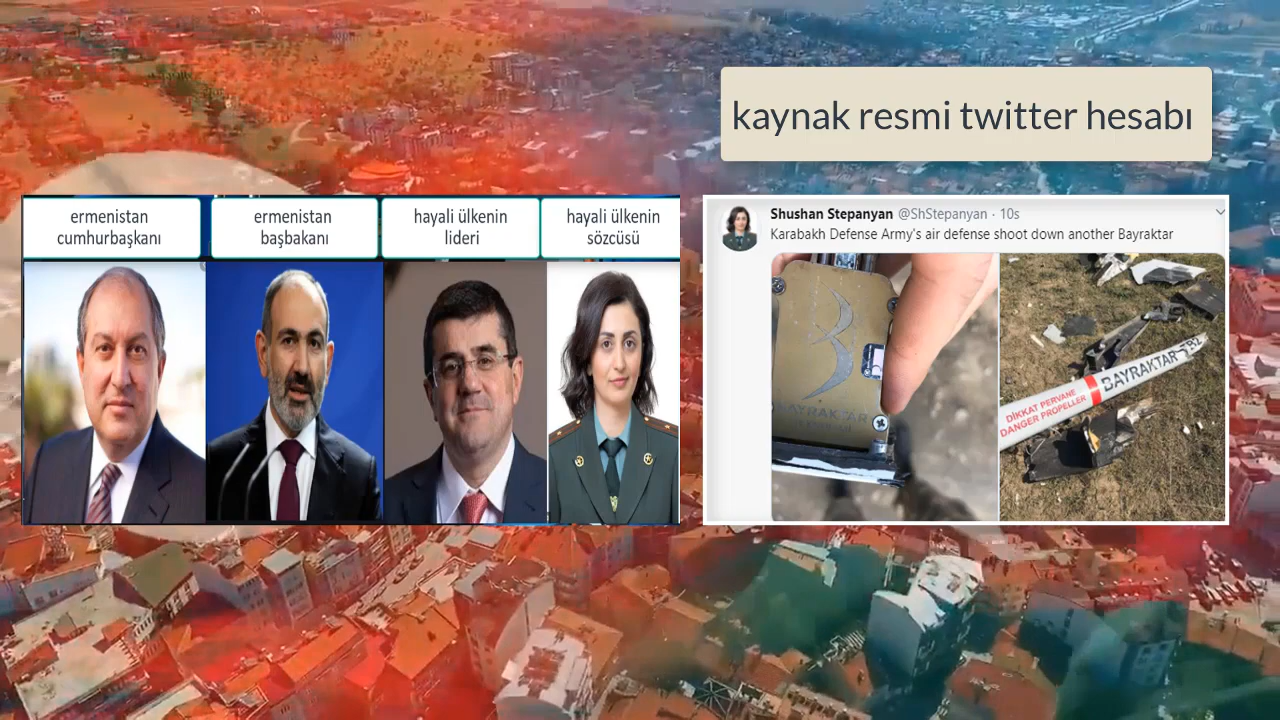 kaynak resmi twitter hesabı
ermenistan
cumhurbaşkanı
ermenistan
başbakanı
hayali ülkenin
lideri
hayali ülkenin
sözcüsü
Shushan Stepanyan @ShStepanyan · 10s
Karabakh Defense Army's air defense shoot down another Bayraktar
BAYRAKTAR
DİKKAT PERVANE
DANGER PROPELLER
BAYRAKTAR TB2